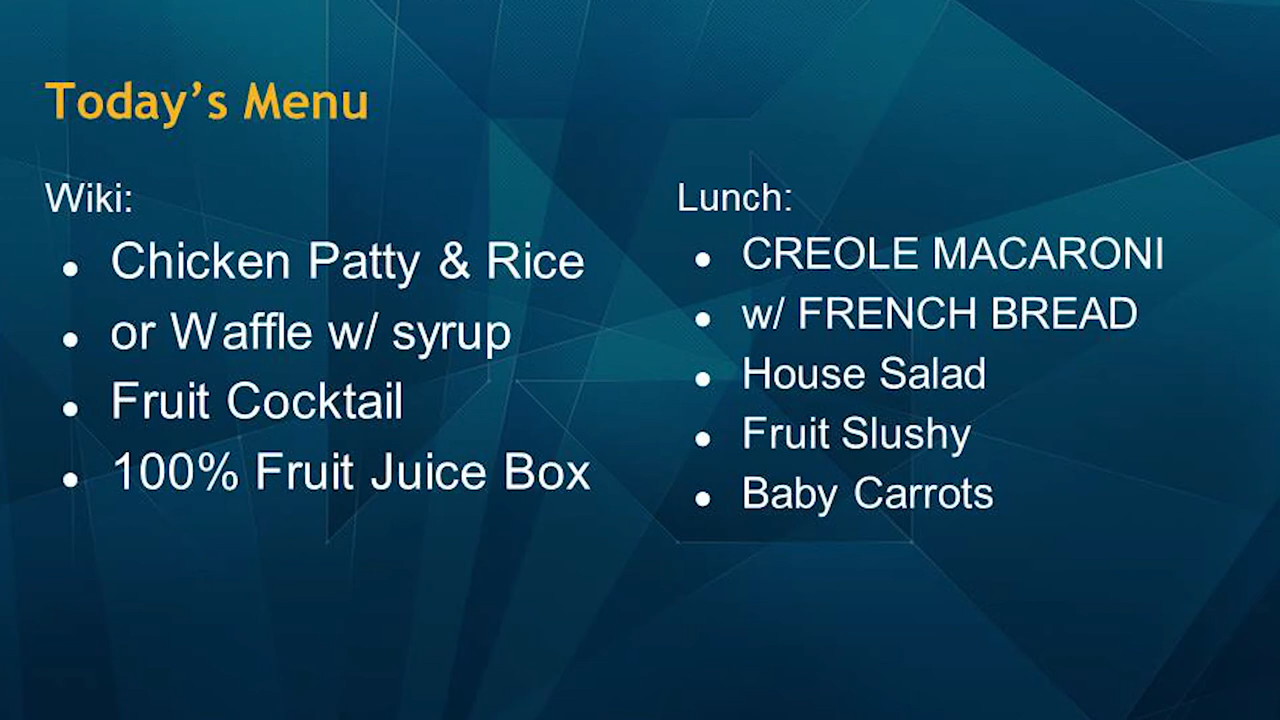 Today’s Menu
Wiki:
● Chicken Patty & Rice
● or Waffle w/ syrup
● Fruit Cocktail
● 100% Fruit Juice Box
Lunch:
● CREOLE MACARONI
● w/ FRENCH BREAD
● House Salad
● Fruit Slushy
● Baby Carrots